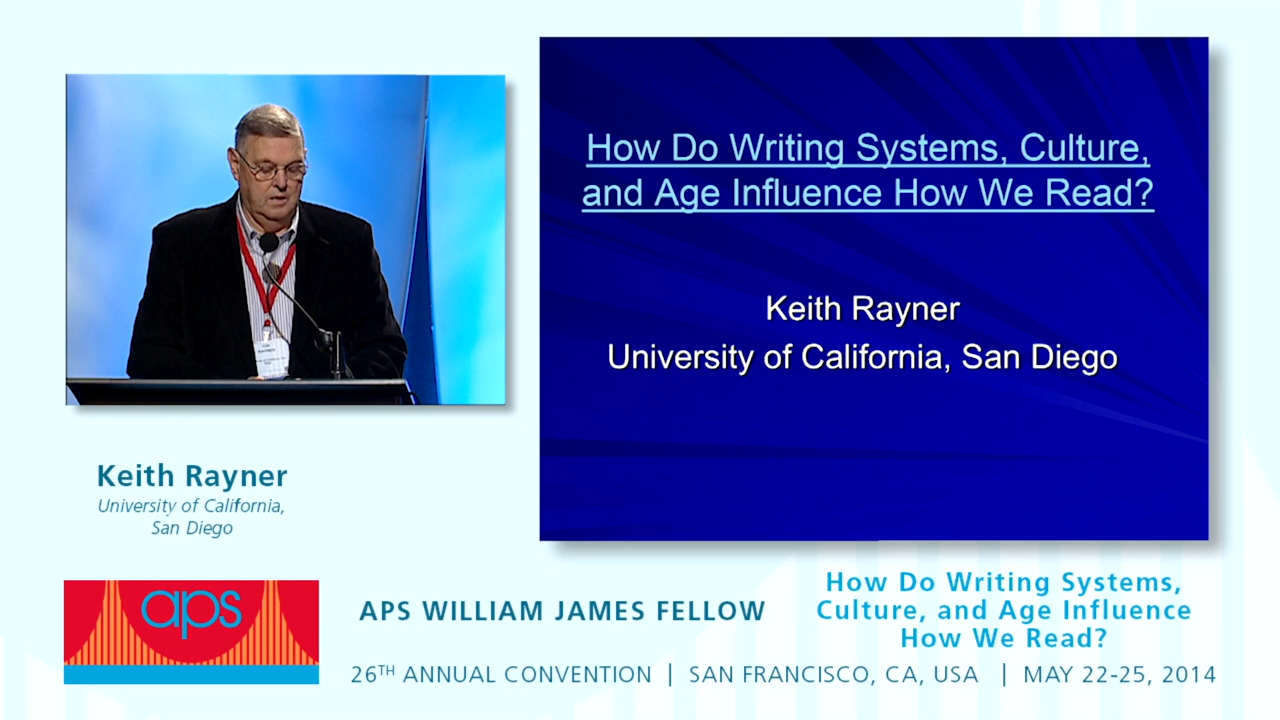 How Do Writing Systems, Culture,
and Age Influence How We Read?
Keith Rayner
University of California, San Diego
RAYNER
Keith Rayner
University of California,
San Diego
aps
APS WILLIAM JAMES FELLOW
How Do Writing Systems,
Culture, and Age Influence
How We Read?
26TH ANNUAL CONVENTION | SAN FRANCISCO, CA, USA | MAY 22-25, 2014